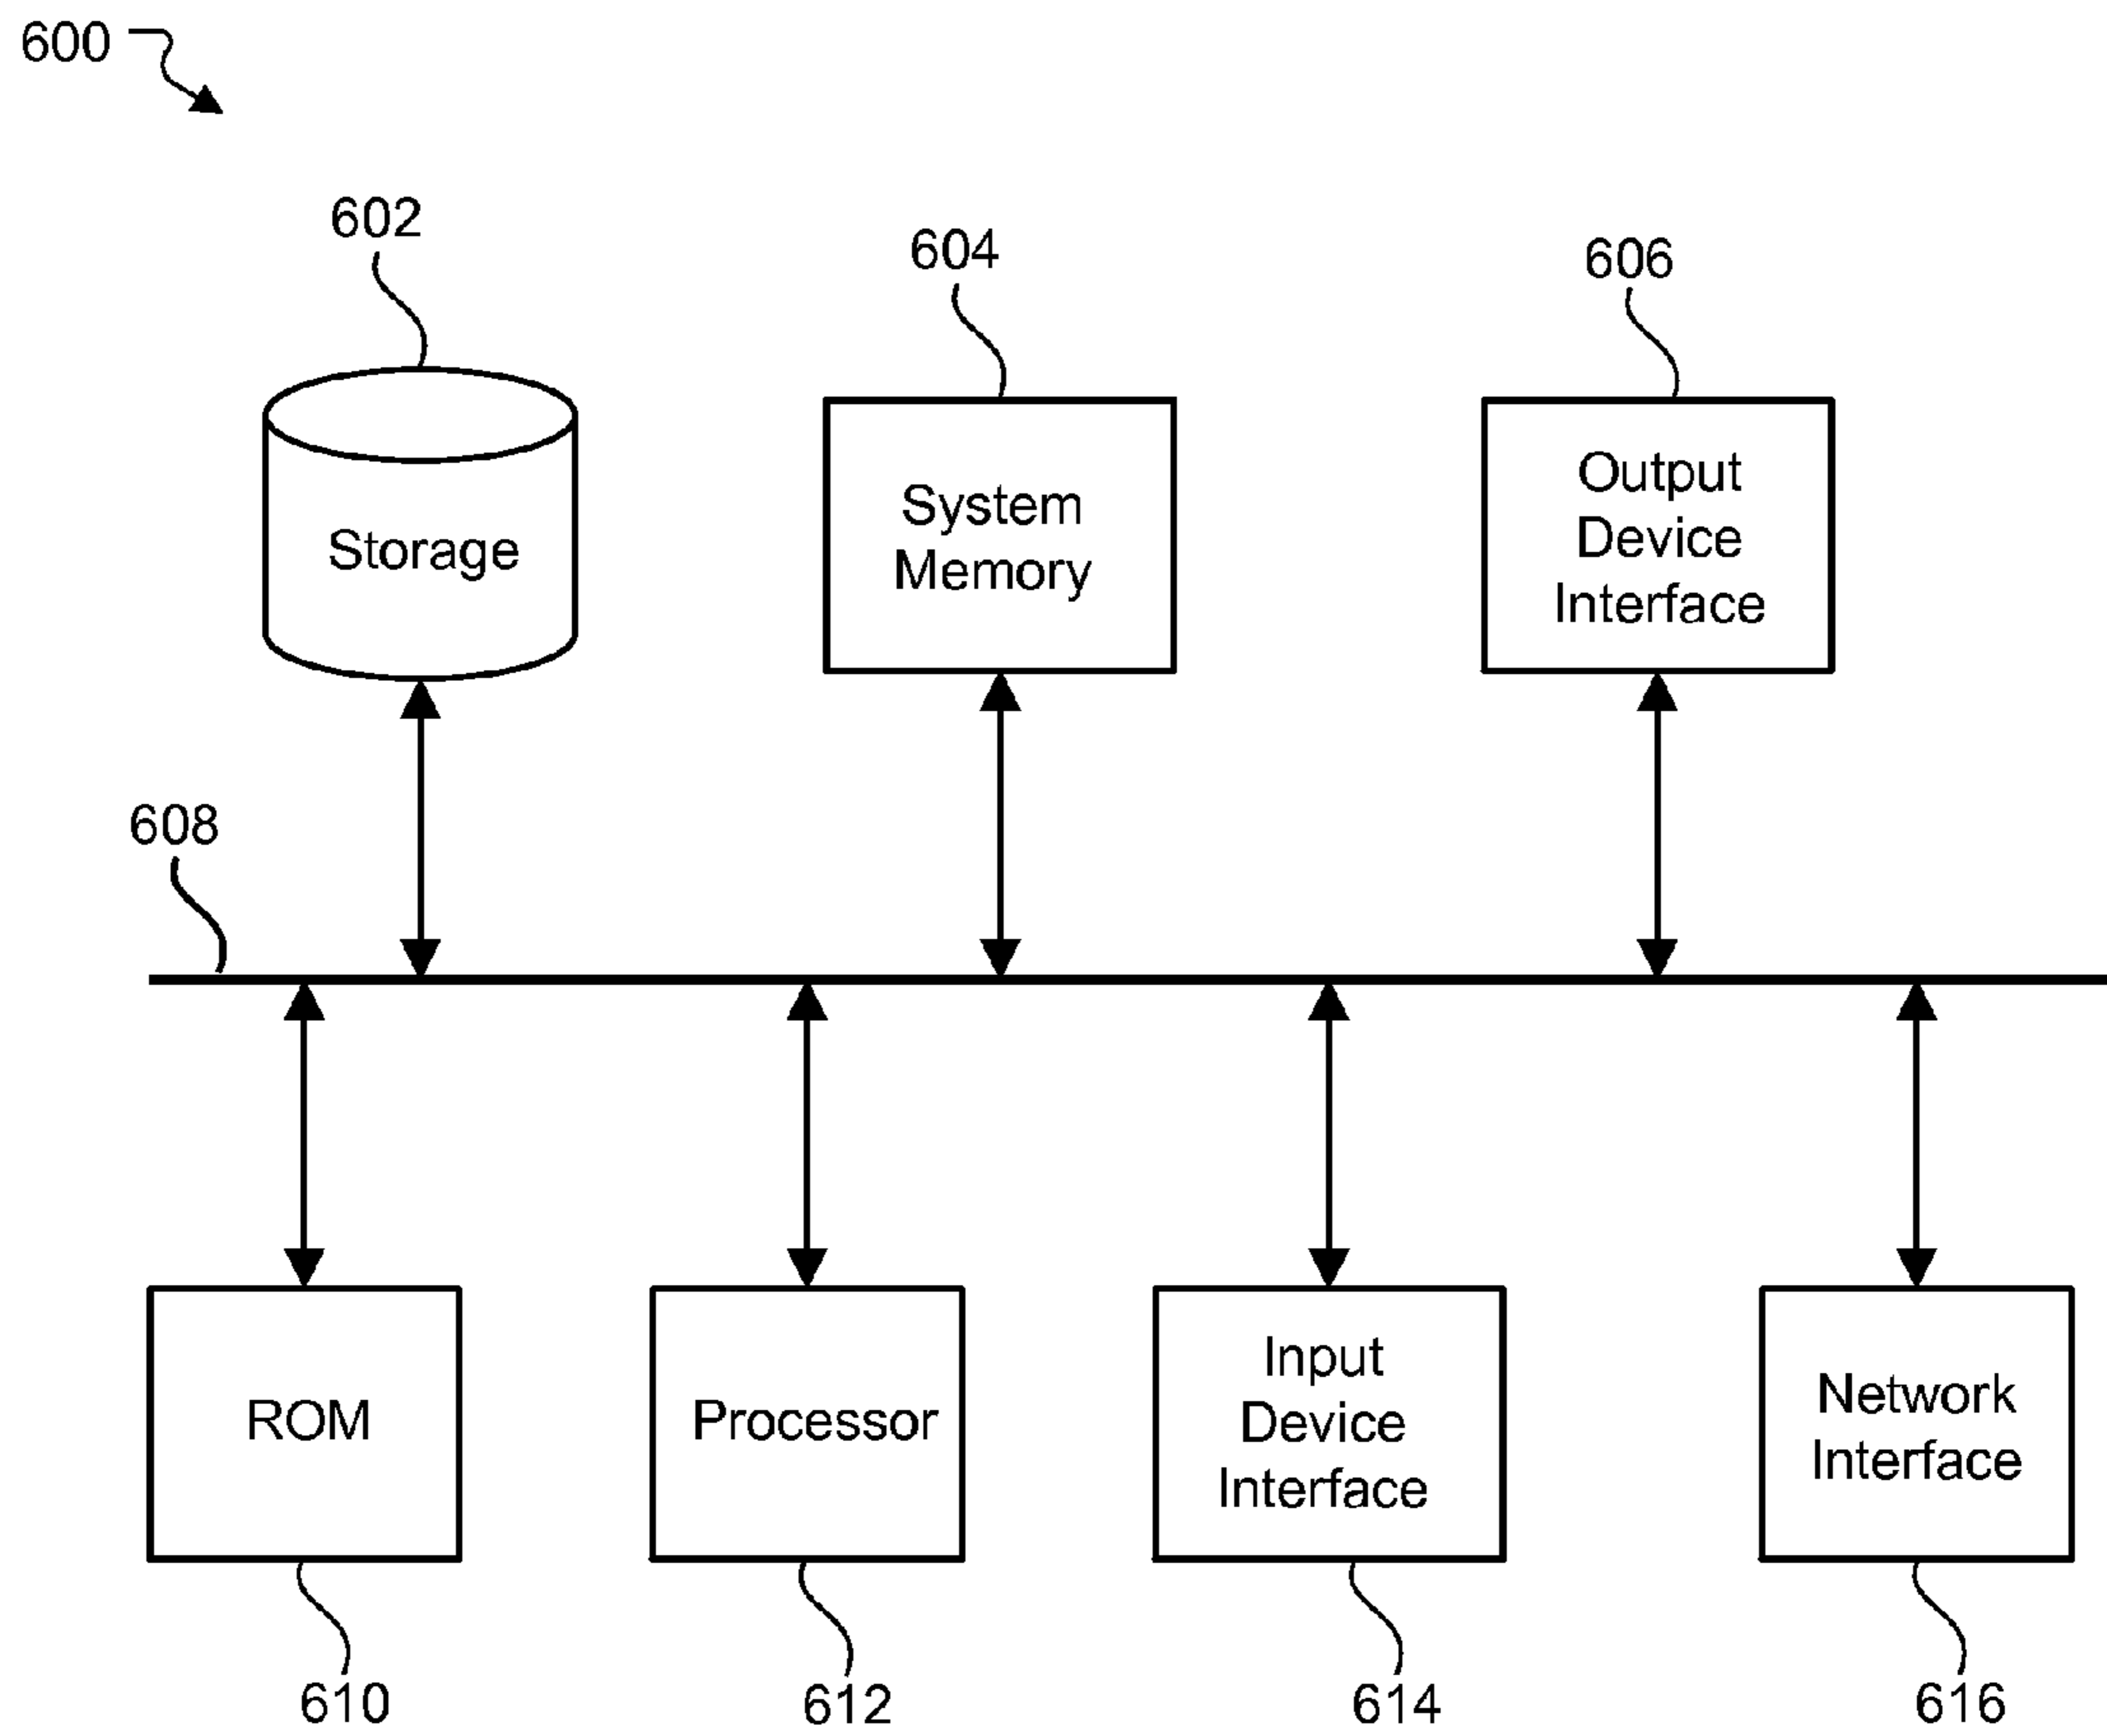 600
602
604
606
Storage
System
Memory
Output
Device
Interface
608
ROM
Processor
Input
Device
Interface
Network
Interface
610
612
614
616